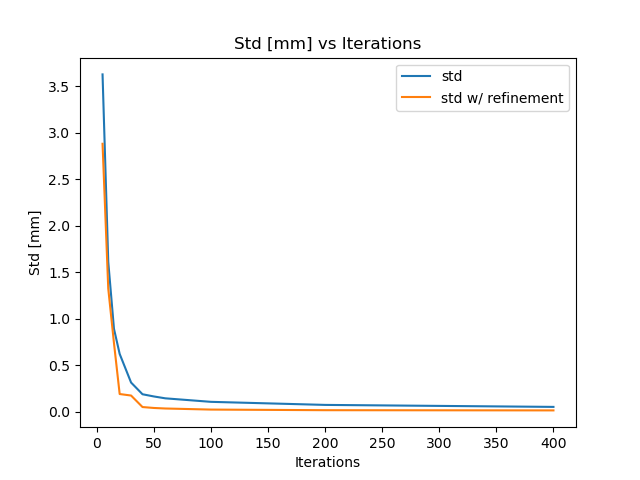 Std [mm] vs Iterations
std
std w/ refinement
Std [mm]
3.5
3.0
2.5
2.0
1.5
1.0
0.5
0.0
0 50 100 150 200 250 300 350 400
Iterations